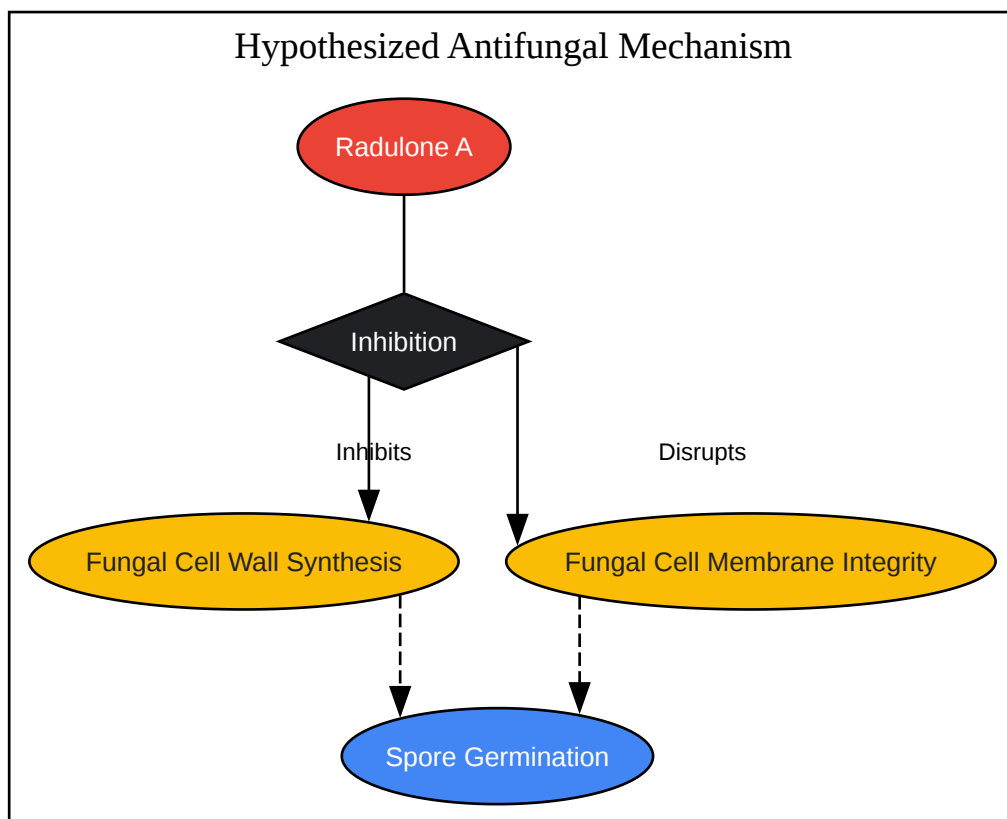 Hypothesized Antifungal Mechanism
Radulone A
Inhibition
Inhibits
Disrupts
Fungal Cell Wall Synthesis
Fungal Cell Membrane Integrity
Spore Germination